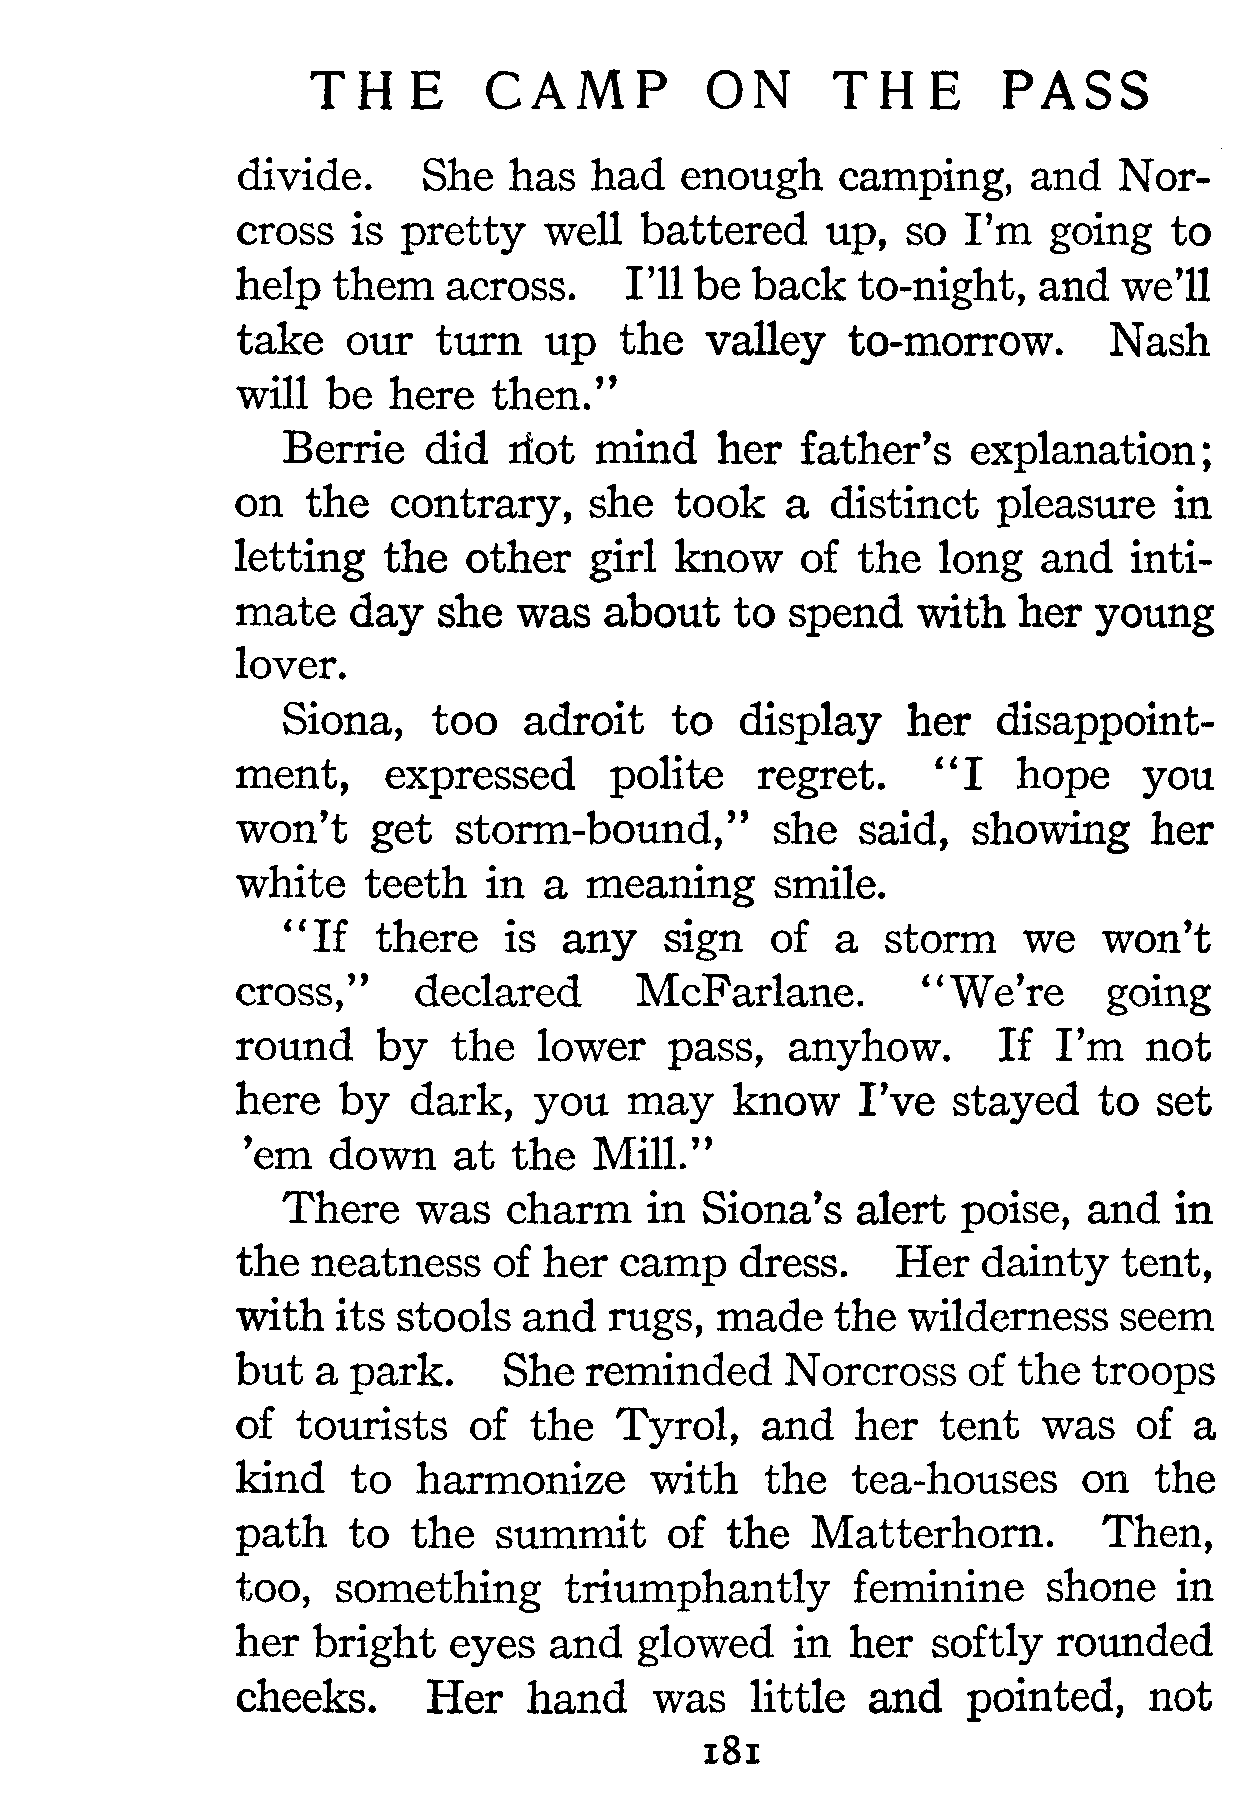 THE CAMP ON THE PASS
divide. She has had enough camping, and Nor-
cross is pretty well battered up, so I'm going to
help them across. I'll be back to-night, and we'll
take our turn up the valley to-morrow. Nash
will be here then."
Berrie did not mind her father's explanation;
on the contrary, she took a distinct pleasure in
letting the other girl know of the long and inti-
mate day she was about to spend with her young
lover.
Siona, too adroit to display her disappoint-
ment, expressed polite regret. "I hope you
won't get storm-bound," she said, showing her
white teeth in a meaning smile.
"If there is any sign of a storm we won't
cross," declared McFarlane. "We're going
round by the lower pass, anyhow. If I'm not
here by dark, you may know I've stayed to set
'em down at the Mill."
There was charm in Siona's alert poise, and in
the neatness of her camp dress. Her dainty tent,
with its stools and rugs, made the wilderness seem
but a park. She reminded Norcross of the troops
of tourists of the Tyrol, and her tent was of a
kind to harmonize with the tea-houses on the
path to the summit of the Matterhorn. Then,
too, something triumphantly feminine shone in
her bright eyes and glowed in her softly rounded
cheeks. Her hand was little and pointed, not
181